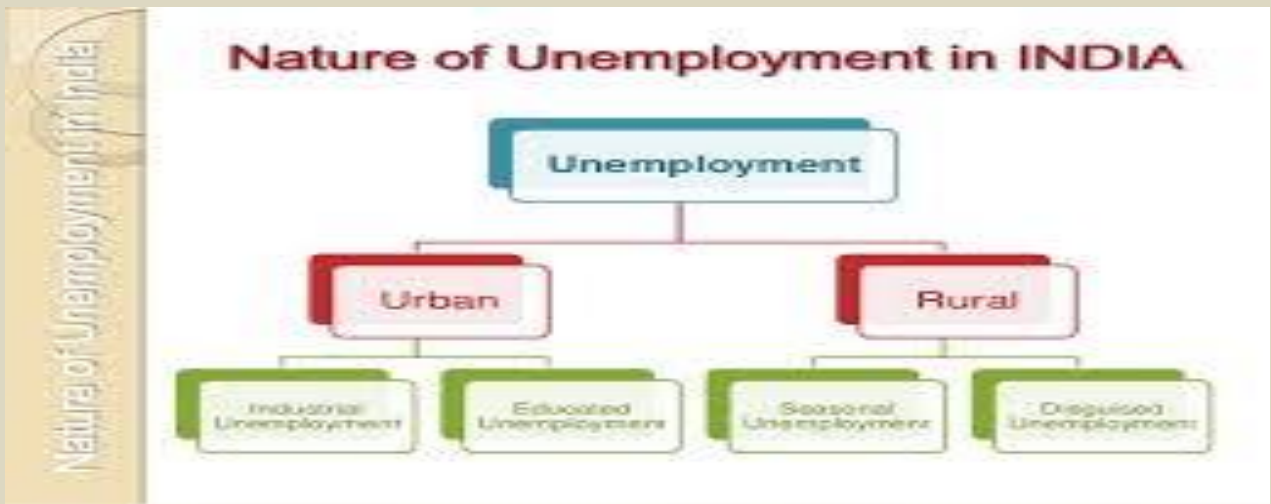 Nature of Unemployment in INDIA
Nature of Unemployment in India
Unemployment
Urban
Rural
Industrial
Unemployment
Educated
Unemployment
Seasonal
Unemployment
Disguised
Unemployment